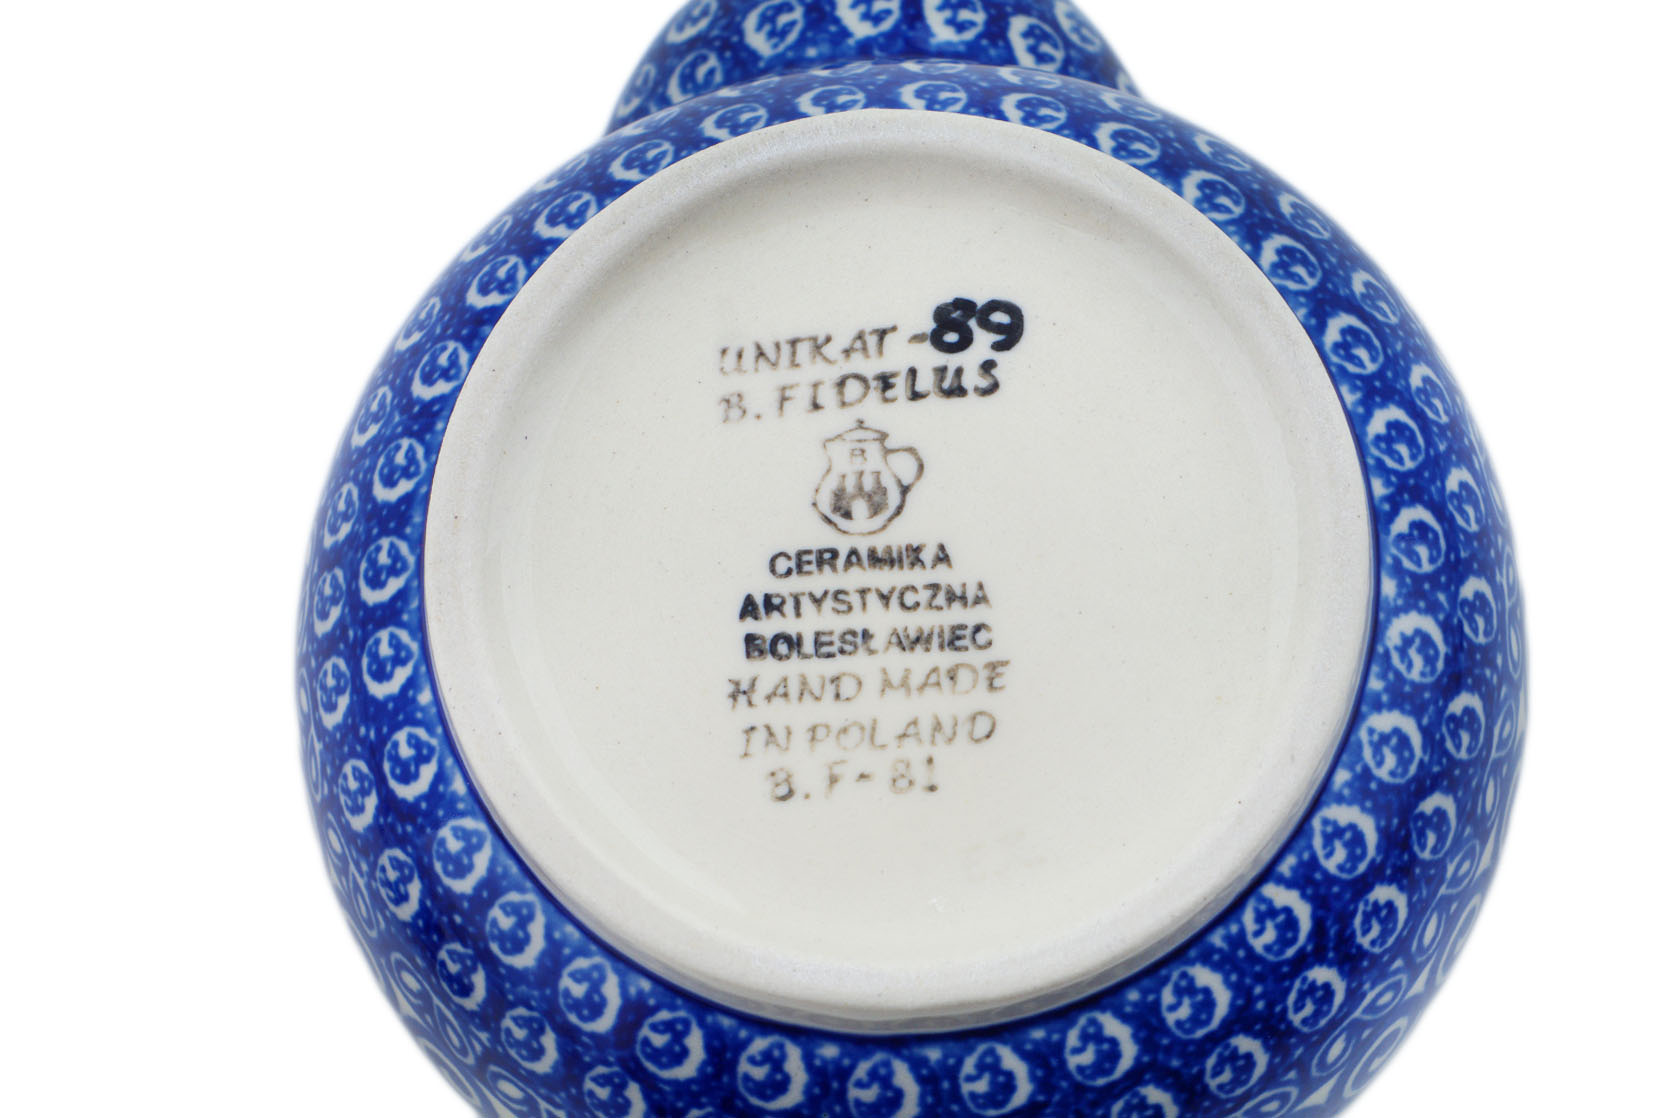 UNIKAT-89
B. FIDELUS
B
CERAMIKA
ARTYSTYCZNA
BOLESŁAWIEC
HAND MADE
IN POLAND
B.F-81